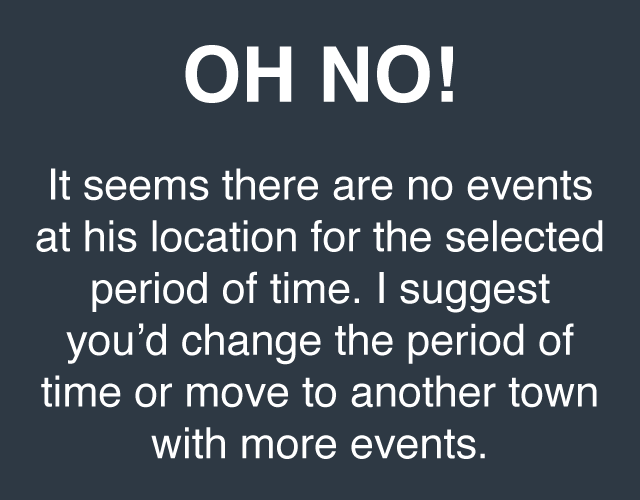 OH NO!
It seems there are no events
at his location for the selected
period of time. I suggest
you’d change the period of
time or move to another town
with more events.